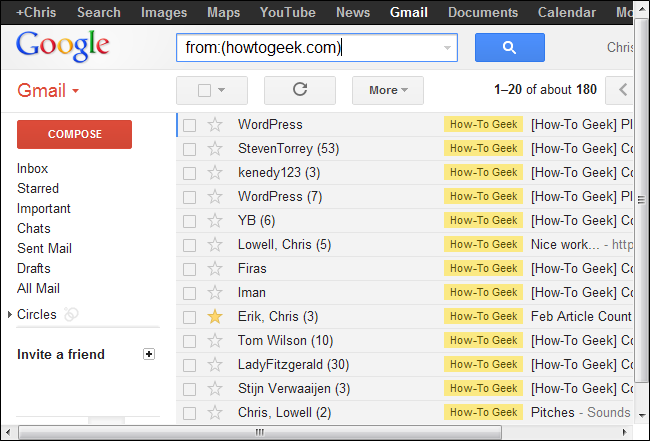 +Chris Search Images Maps YouTube News Gmail Documents Calendar Mo
Google from:(howtogeek.com) Chris
Gmail More 1–20 of about 180
COMPOSE
Inbox
Starred
Important
Chats
Sent Mail
Drafts
All Mail
Circles
Invite a friend
WordPress How-To Geek [How-To Geek] Pl
StevenTorrey (53) How-To Geek [How-To Geek] Co
kenedy123 (3) How-To Geek [How-To Geek] Co
WordPress (7) How-To Geek [How-To Geek] Pl
YB (6) How-To Geek [How-To Geek] Co
Lowell, Chris (5) How-To Geek Nice work... - http
Firas How-To Geek [How-To Geek] Co
Iman How-To Geek [How-To Geek] Co
Erik, Chris (3) How-To Geek Feb Article Count
Tom Wilson (10) How-To Geek [How-To Geek] Co
LadyFitzgerald (30) How-To Geek [How-To Geek] Co
Stijn Verwaaijen (3) How-To Geek [How-To Geek] Co
Chris, Lowell (2) How-To Geek Pitches - Sounds